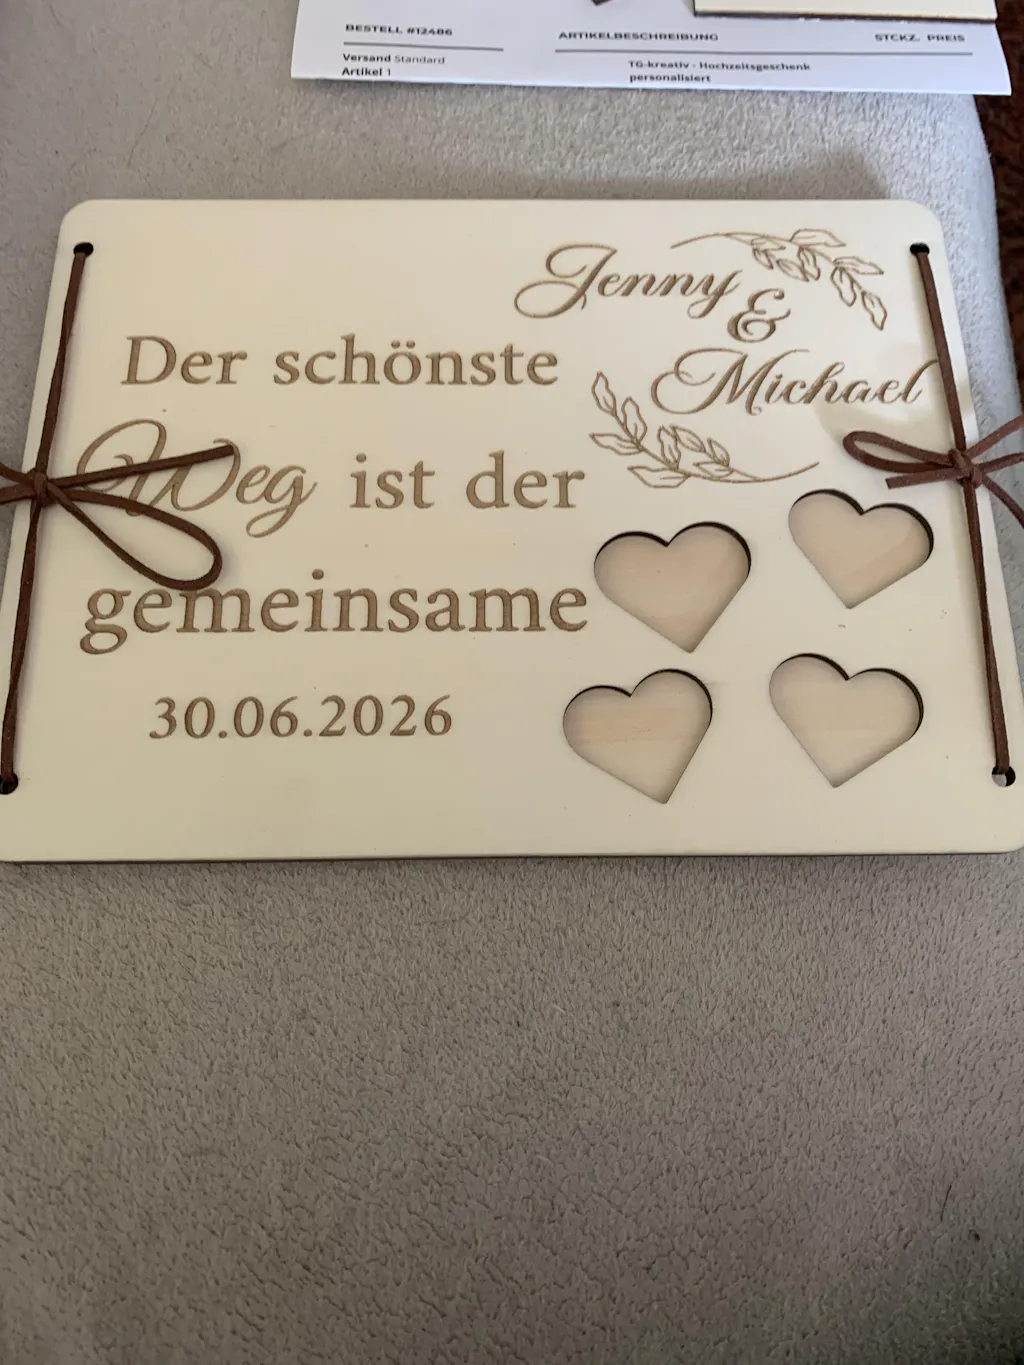 BESTELL #12486
ARTIKELBESCHREIBUNG
STCKZ. PREIS
Versand Standard
Artikel 1
TG-kreativ - Hochzeitsgeschenk
personalisiert
Jenny
&
Michael
Der schönste
Weg ist der
gemeinsame
30.06.2026